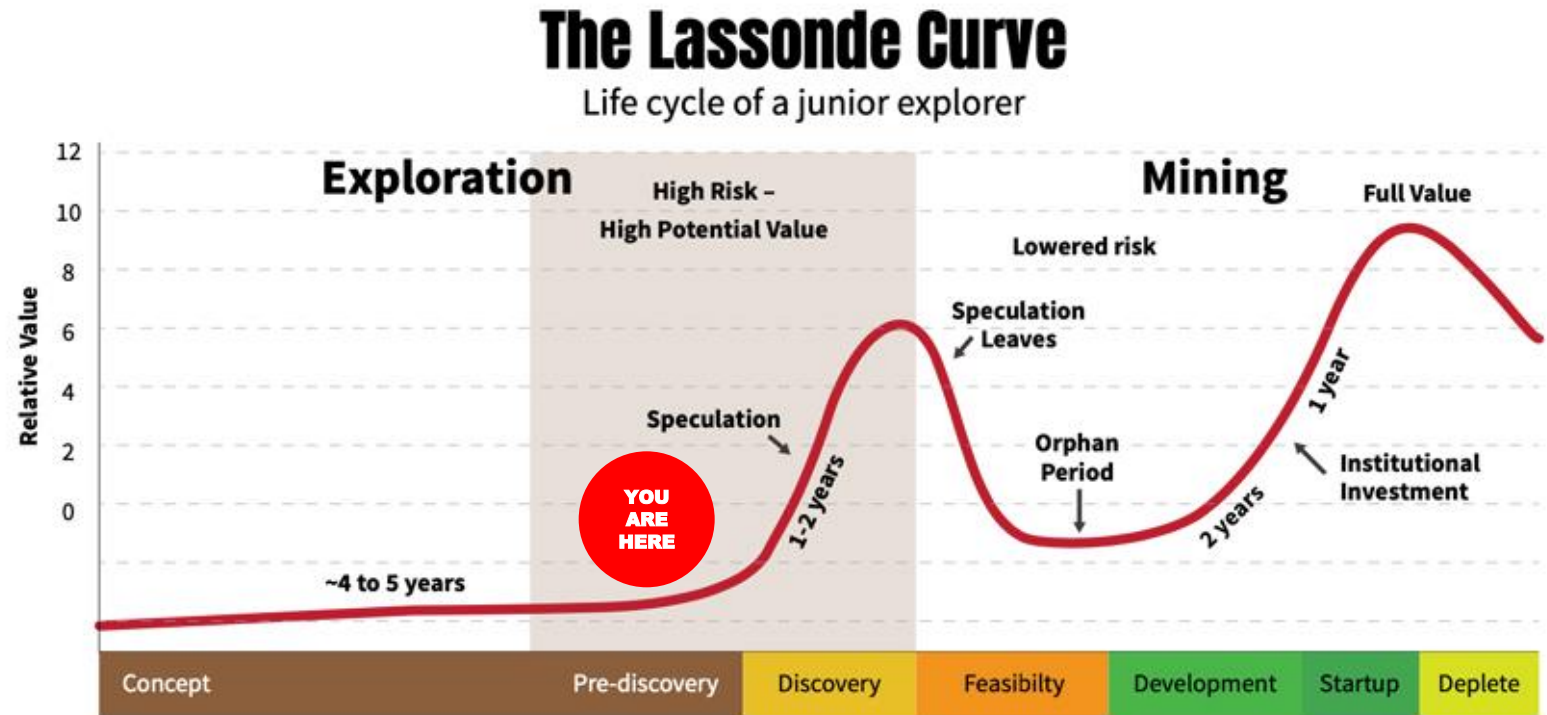 The Lassonde Curve
Life cycle of a junior explorer
Exploration
Mining
High Risk –
High Potential Value
Full Value
Lowered risk
Speculation
Leaves
Speculation
Orphan
Period
Institutional
Investment
YOU
ARE
HERE
~4 to 5 years
1-2 years
2 years
1 year
Relative Value
12
10
8
6
4
2
0
Concept
Pre-discovery
Discovery
Feasibilty
Development
Startup
Deplete